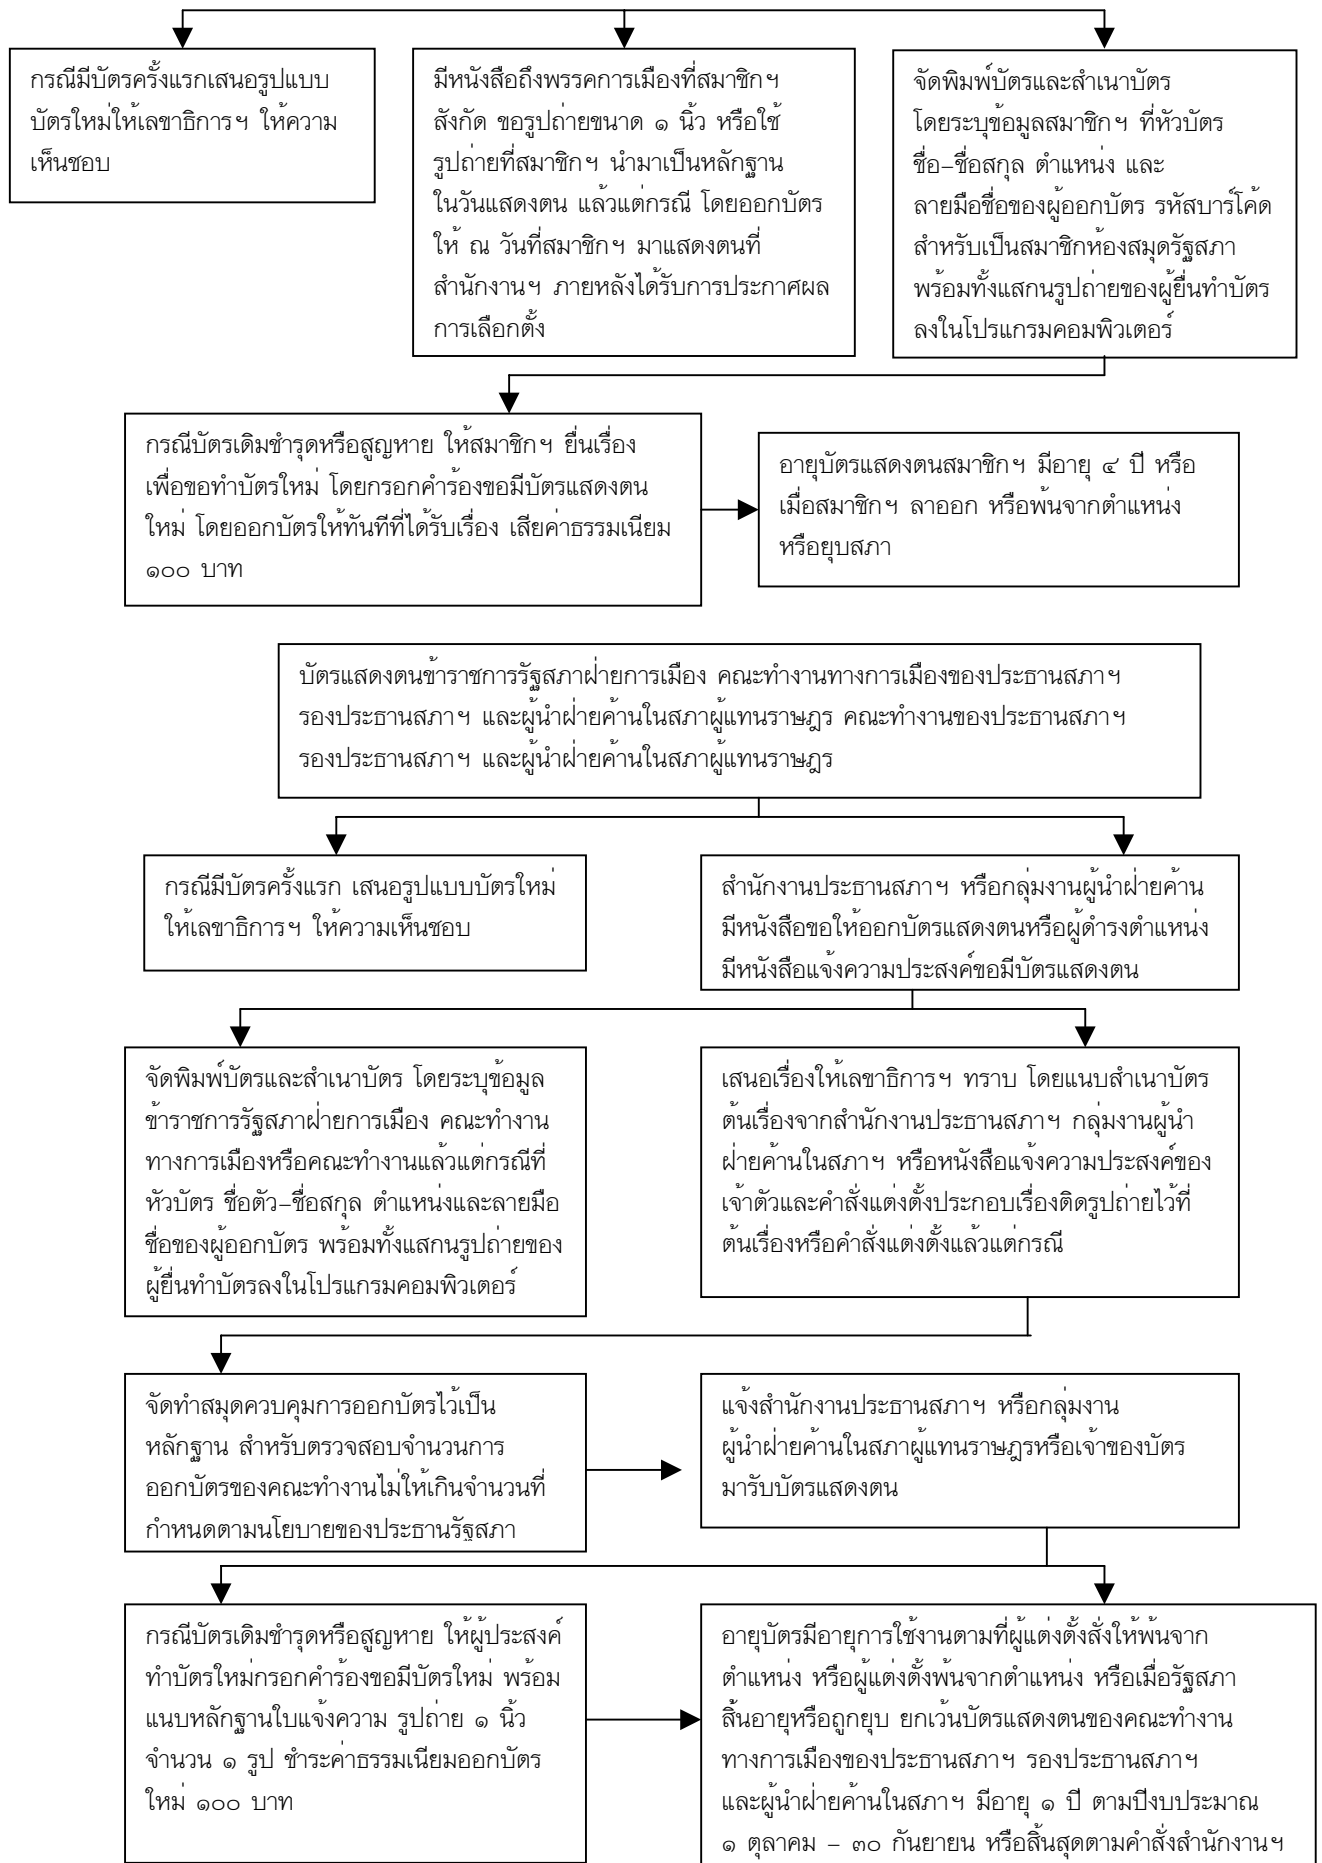 กรณีมีบัตรครั้งแรกเสนอรูปแบบ
บัตรใหม่ให้เลขาธิการฯ ให้ความ
เห็นชอบ
มีหนังสือถึงพรรคการเมืองที่สมาชิกฯ
สังกัด ขอรูปถ่ายขนาด ๑ นิ้ว หรือใช้
รูปถ่ายที่สมาชิกฯ นำมาเป็นหลักฐาน
ในวันแสดงตน แล้วแต่กรณี โดยออกบัตร
ให้ ณ วันที่สมาชิกฯ มาแสดงตนที่
สำนักงานฯ ภายหลังได้รับการประกาศผล
การเลือกตั้ง
จัดพิมพ์บัตรและสำเนาบัตร
โดยระบุข้อมูลสมาชิกฯ ที่หัวบัตร
ชื่อ-ชื่อสกุล ตำแหน่ง และ
ลายมือชื่อของผู้ออกบัตร รหัสบาร์โค้ด
สำหรับเป็นสมาชิกห้องสมุดรัฐสภา
พร้อมทั้งแสกนรูปถ่ายของผู้ยื่นทำบัตร
ลงในโปรแกรมคอมพิวเตอร์
กรณีบัตรเดิมชำรุดหรือสูญหาย ให้สมาชิกฯ ยื่นเรื่อง
เพื่อขอทำบัตรใหม่ โดยกรอกคำร้องขอมีบัตรแสดงตน
ใหม่ โดยออกบัตรให้ทันทีที่ได้รับเรื่อง เสียค่าธรรมเนียม
๑๐๐ บาท
อายุบัตรแสดงตนสมาชิกฯ มีอายุ ๔ ปี หรือ
เมื่อสมาชิกฯ ลาออก หรือพ้นจากตำแหน่ง
หรือยุบสภา
บัตรแสดงตนข้าราชการรัฐสภาฝ่ายการเมือง คณะทำงานทางการเมืองของประธานสภาฯ
รองประธานสภาฯ และผู้นำฝ่ายค้านในสภาผู้แทนราษฎร คณะทำงานของประธานสภาฯ
รองประธานสภาฯ และผู้นำฝ่ายค้านในสภาผู้แทนราษฎร
กรณีมีบัตรครั้งแรก เสนอรูปแบบบัตรใหม่
ให้เลขาธิการฯ ให้ความเห็นชอบ
สำนักงานประธานสภาฯ หรือกลุ่มงานผู้นำฝ่ายค้าน
มีหนังสือขอให้ออกบัตรแสดงตนหรือผู้ดำรงตำแหน่ง
มีหนังสือแจ้งความประสงค์ขอมีบัตรแสดงตน
จัดพิมพ์บัตรและสำเนาบัตร โดยระบุข้อมูล
ข้าราชการรัฐสภาฝ่ายการเมือง คณะทำงาน
ทางการเมืองหรือคณะทำงานแล้วแต่กรณีที่
หัวบัตร ชื่อตัว-ชื่อสกุล ตำแหน่งและลายมือ
ชื่อของผู้ออกบัตร พร้อมทั้งแสกนรูปถ่ายของ
ผู้ยื่นทำบัตรลงในโปรแกรมคอมพิวเตอร์
เสนอเรื่องให้เลขาธิการฯ ทราบ โดยแนบสำเนาบัตร
ต้นเรื่องจากสำนักงานประธานสภาฯ กลุ่มงานผู้นำ
ฝ่ายค้านในสภาฯ หรือหนังสือแจ้งความประสงค์ของ
เจ้าตัวและคำสั่งแต่งตั้งประกอบเรื่องติดรูปถ่ายไว้ที่
ต้นเรื่องหรือคำสั่งแต่งตั้งแล้วแต่กรณี
จัดทำสมุดควบคุมการออกบัตรไว้เป็น
หลักฐาน สำหรับตรวจสอบจำนวนการ
ออกบัตรของคณะทำงานไม่ให้เกินจำนวนที่
กำหนดตามนโยบายของประธานรัฐสภา
แจ้งสำนักงานประธานสภาฯ หรือกลุ่มงาน
ผู้นำฝ่ายค้านในสภาผู้แทนราษฎรหรือเจ้าของบัตร
มารับบัตรแสดงตน
กรณีบัตรเดิมชำรุดหรือสูญหาย ให้ผู้ประสงค์
ทำบัตรใหม่กรอกคำร้องขอมีบัตรใหม่ พร้อม
แนบหลักฐานใบแจ้งความ รูปถ่าย ๑ นิ้ว
จำนวน ๑ รูป ชำระค่าธรรมเนียมออกบัตร
ใหม่ ๑๐๐ บาท
อายุบัตรมีอายุการใช้งานตามที่ผู้แต่งตั้งสั่งให้พ้นจาก
ตำแหน่ง หรือผู้แต่งตั้งพ้นจากตำแหน่ง หรือเมื่อรัฐสภา
สิ้นอายุหรือถูกยุบ ยกเว้นบัตรแสดงตนของคณะทำงาน
ทางการเมืองของประธานสภาฯ รองประธานสภาฯ
และผู้นำฝ่ายค้านในสภาฯ มีอายุ ๑ ปี ตามปีงบประมาณ
๑ ตุลาคม - ๓๐ กันยายน หรือสิ้นสุดตามคำสั่งสำนักงานฯ